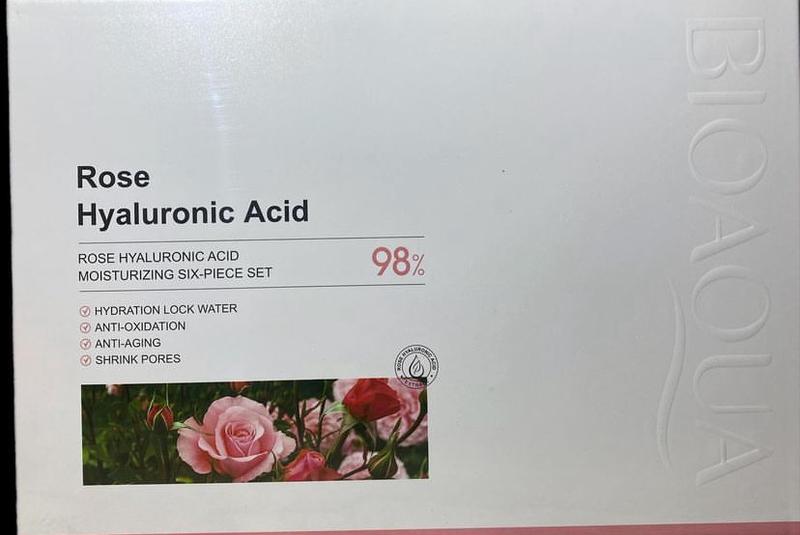 Rose
Hyaluronic Acid
ROSE HYALURONIC ACID
MOISTURIZING SIX-PIECE SET
98%
HYDRATION LOCK WATER
ANTI-OXIDATION
ANTI-AGING
SHRINK PORES
ROSE HYALURONIC ACID
BIOAQUA